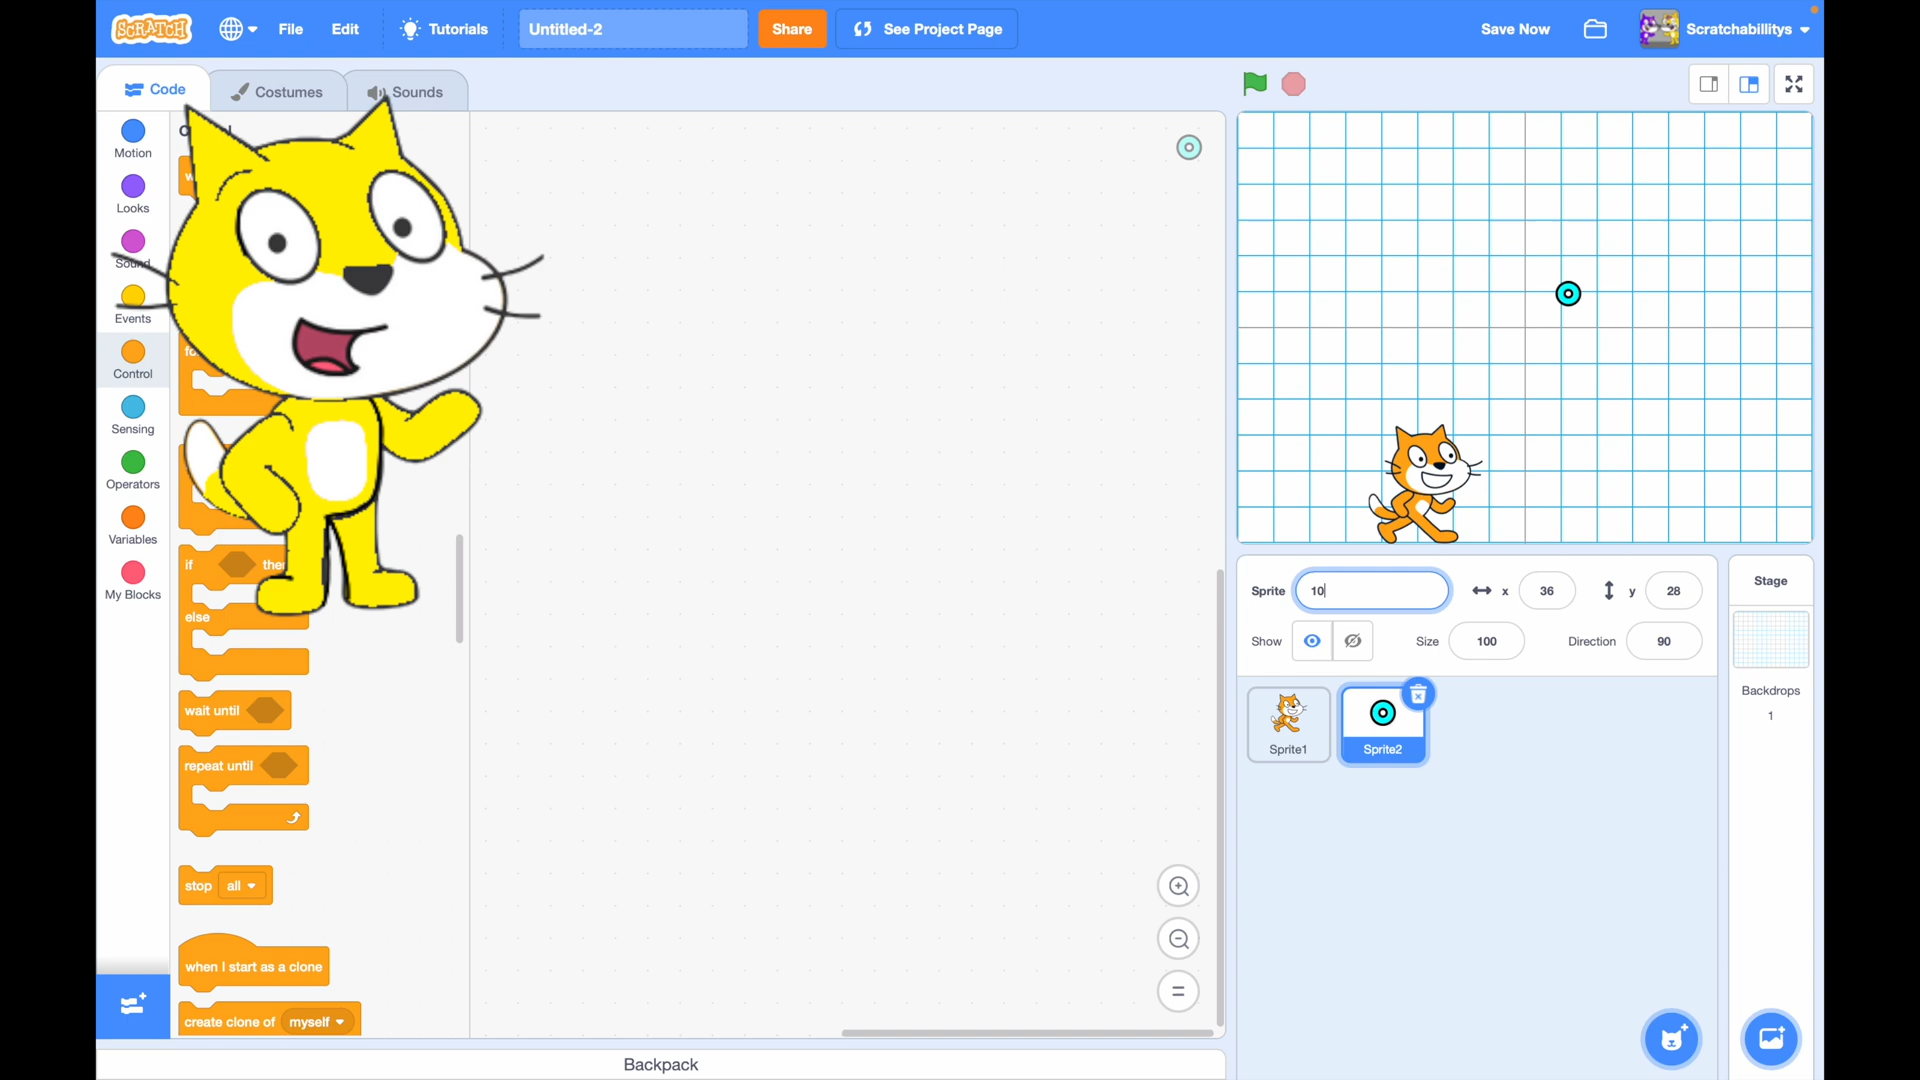 SCRATCH
File
Edit
Tutorials
Untitled-2
Share
See Project Page
Save Now
Scratchabillitys
Code
Costumes
Sounds
Motion
Looks
Sound
Events
Control
Sensing
Operators
Variables
My Blocks
if
else
wait until
repeat until
stop all
when I start as a clone
create clone of myself
Backpack
Sprite 10
x 36
y 28
Show
Size 100
Direction 90
Sprite1
Sprite2
Stage
Backdrops
1